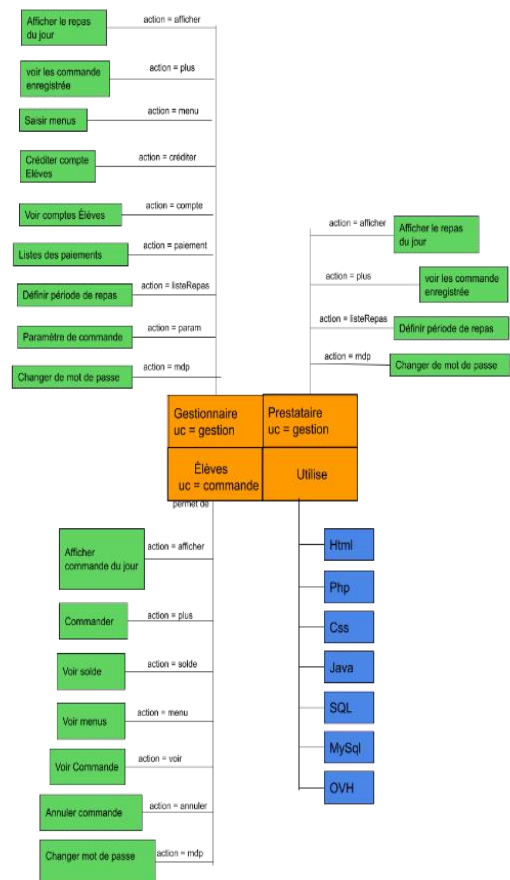 Afficher le repas
du jour
action = afficher
voir les commande
enregistrée
action = plus
Saisir menus
action = menu
Créditer compte
Elèves
action = créditer
Voir comptes Élèves
action = compte
Listes des paiements
action = paiement
Définir période de repas
action = listeRepas
Paramètre de commande
action = param
Changer de mot de passe
action = mdp
action = afficher
Afficher le repas
du jour
action = plus
voir les commande
enregistrée
action = listeRepas
Définir période de repas
action = mdp
Changer de mot de passe
Gestionnaire
uc = gestion
Prestataire
uc = gestion
Élèves
uc = commande
Utilise
permet de
Afficher
commande du jour
action = afficher
Commander
action = plus
Voir solde
action = solde
Voir menus
action = menu
Voir Commande
action = voir
Annuler commande
action = annuler
Changer mot de passe
action = mdp
Html
Php
Css
Java
SQL
MySql
OVH